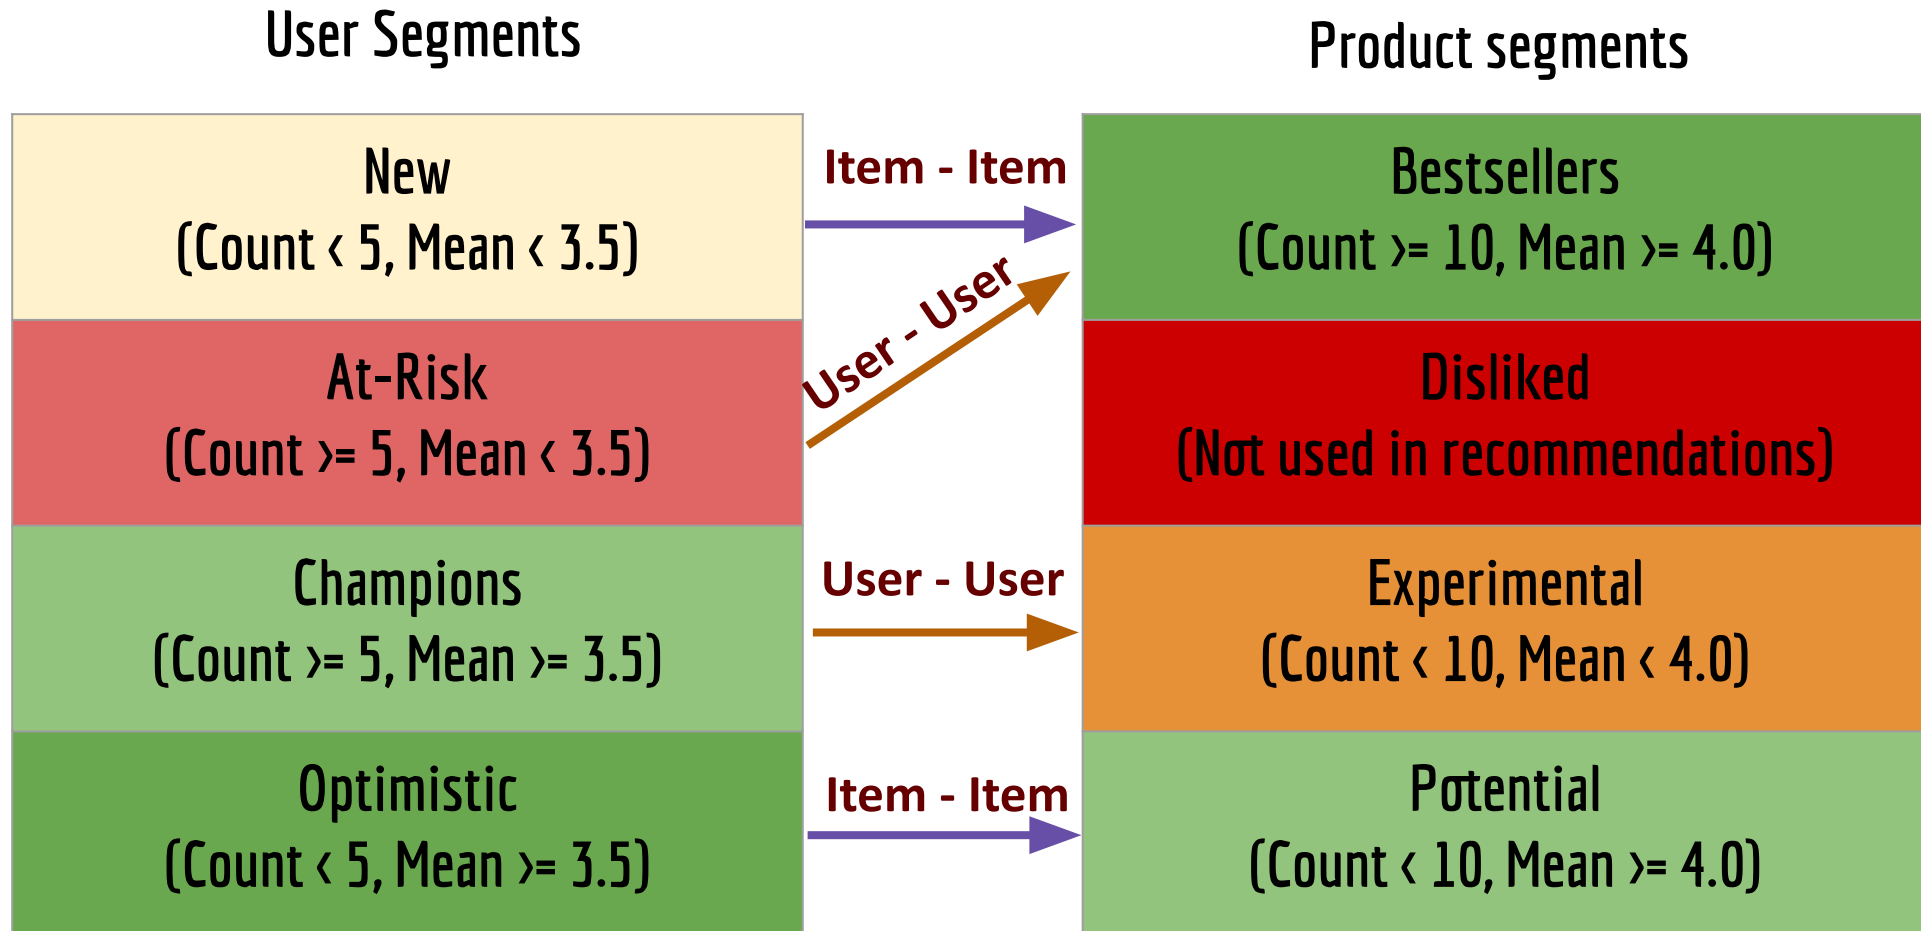 User Segments
Product segments
New
(Count < 5, Mean < 3.5)
Item - Item
Bestsellers
(Count >= 10, Mean >= 4.0)
At-Risk
(Count >= 5, Mean < 3.5)
User - User
Disliked
(Not used in recommendations)
Champions
(Count >= 5, Mean >= 3.5)
User - User
Experimental
(Count < 10, Mean < 4.0)
Optimistic
(Count < 5, Mean >= 3.5)
Item - Item
Potential
(Count < 10, Mean >= 4.0)